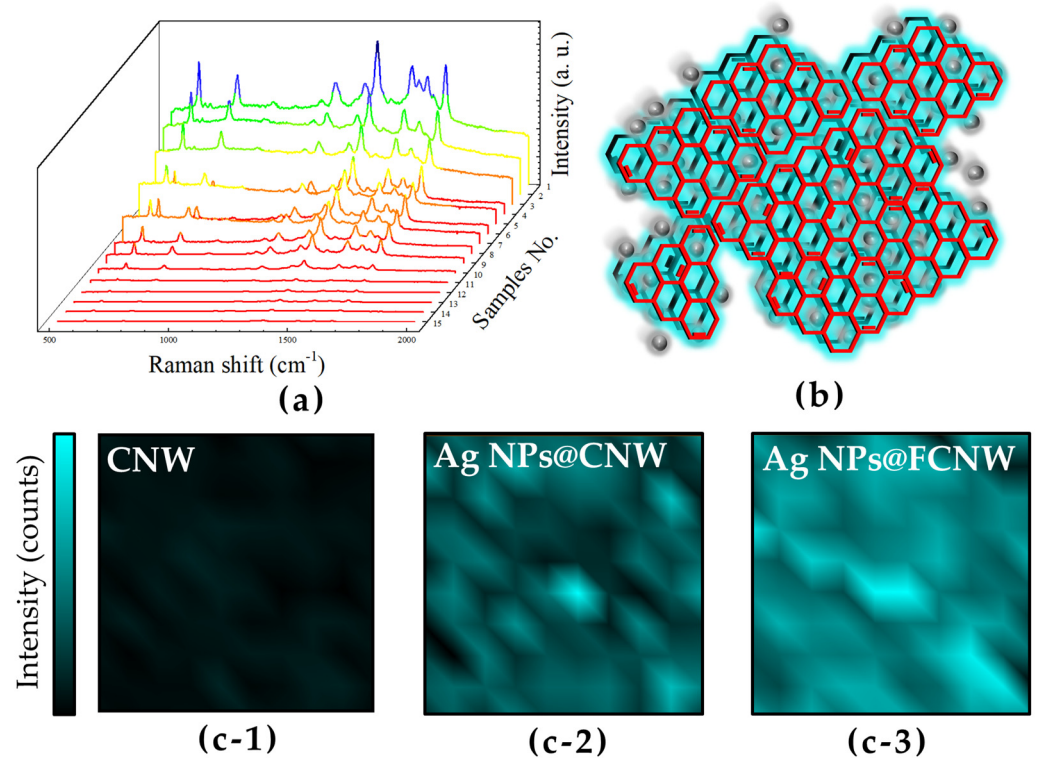 Intensity (a. u.)
1
2
3
4
5
6
7
8
9
10
11
12
13
14
15
Samples No.
500
1000
1500
2000
Raman shift (cm⁻¹)
(a)
(b)
Intensity (counts)
CNW
Ag NPs@CNW
Ag NPs@FCNW
(c-1)
(c-2)
(c-3)